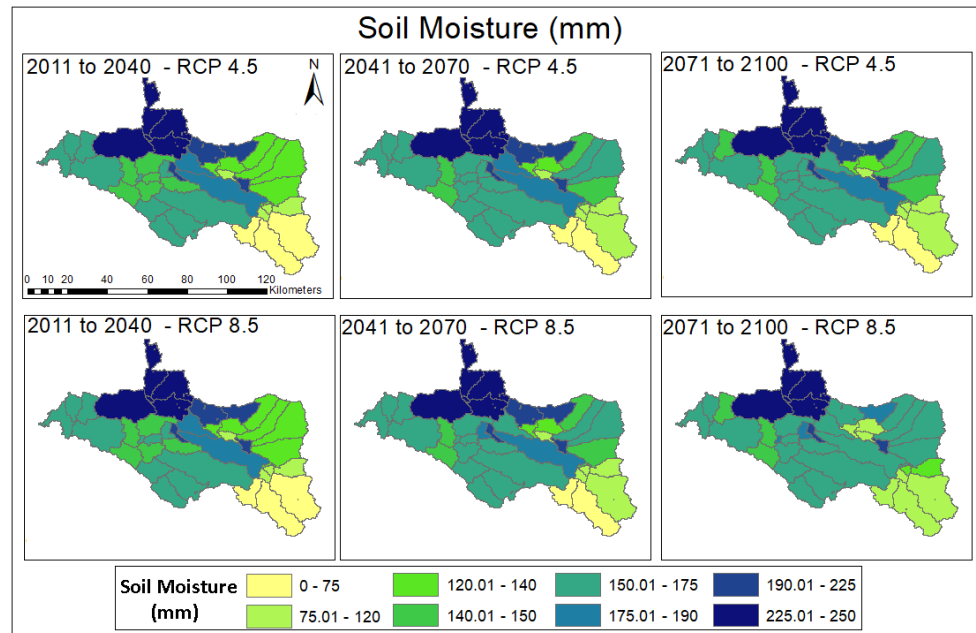 Soil Moisture (mm)
2011 to 2040 - RCP 4.5
N
2041 to 2070 - RCP 4.5
2071 to 2100 - RCP 4.5
0 10 20 40 60 80 100 120
Kilometers
2011 to 2040 - RCP 8.5
2041 to 2070 - RCP 8.5
2071 to 2100 - RCP 8.5
Soil Moisture
(mm)
0 - 75
120.01 - 140
150.01 - 175
190.01 - 225
75.01 - 120
140.01 - 150
175.01 - 190
225.01 - 250